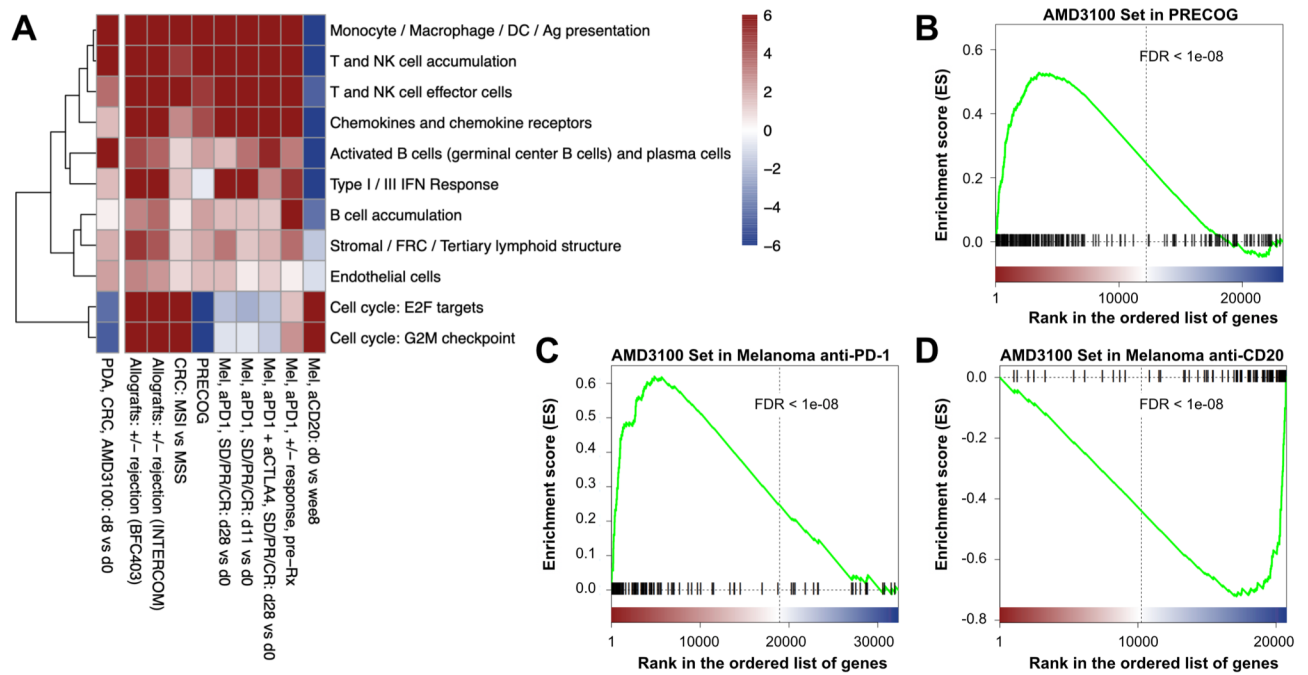 A
Monocyte / Macrophage / DC / Ag presentation
T and NK cell accumulation
T and NK cell effector cells
Chemokines and chemokine receptors
Activated B cells (germinal center B cells) and plasma cells
Type I / III IFN Response
B cell accumulation
Stromal / FRC / Tertiary lymphoid structure
Endothelial cells
Cell cycle: E2F targets
Cell cycle: G2M checkpoint
6
4
2
0
−2
−4
−6
PDA, CRC, AMD3100: d8 vs d0
Allografts: +/− rejection (BFC403)
Allografts: +/− rejection (INTERCOM)
CRC: MSI vs MSS
PRECOG
Mel, aPD1, SD/PR/CR: d28 vs d0
Mel, aPD1, SD/PR/CR: d11 vs d0
Mel, aPD1 + aCTLA4, SD/PR/CR: d28 vs d0
Mel, aPD1, +/− response, pre−Rx
Mel, aCD20: d0 vs wee8
B
AMD3100 Set in PRECOG
FDR < 1e-08
Enrichment score (ES)
0.6
0.4
0.2
0.0
1
10000
20000
Rank in the ordered list of genes
C
AMD3100 Set in Melanoma anti-PD-1
FDR < 1e-08
Enrichment score (ES)
0.6
0.5
0.4
0.3
0.2
0.1
0.0
1
10000
20000
30000
Rank in the ordered list of genes
D
AMD3100 Set in Melanoma anti-CD20
FDR < 1e-08
Enrichment score (ES)
0.0
-0.2
-0.4
-0.6
-0.8
1
10000
20000
Rank in the ordered list of genes